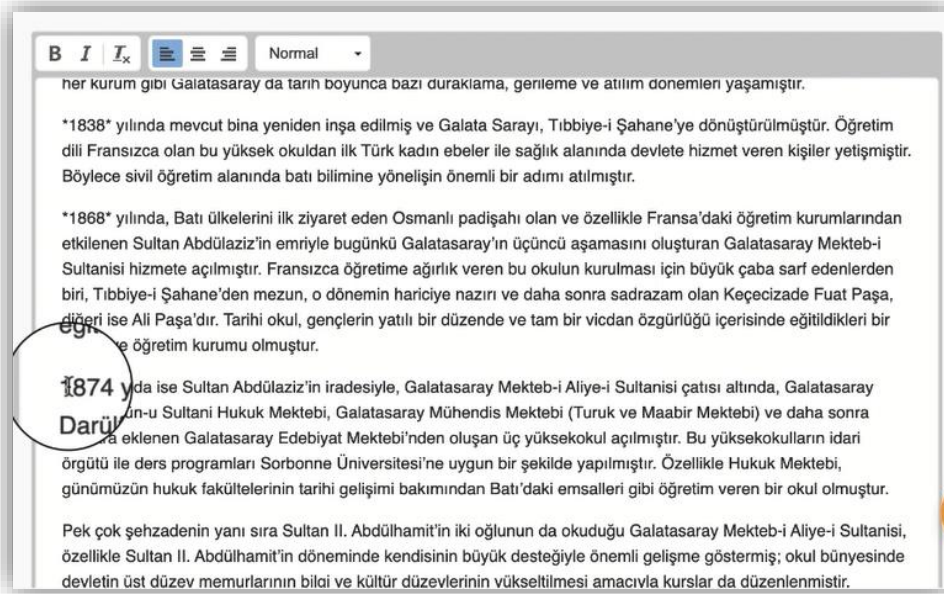 B I Tx Normal
her kurum gibi Galatasaray da tarih boyunca bazı duraklama, gerileme ve atılım dönemleri yaşamıştır.
*1838* yılında mevcut bina yeniden inşa edilmiş ve Galata Sarayı, Tıbbiye-i Şahane’ye dönüştürülmüştür. Öğretim
dili Fransızca olan bu yüksek okuldan ilk Türk kadın ebeler ile sağlık alanında devlete hizmet veren kişiler yetişmiştir.
Böylece sivil öğretim alanında batı bilimine yönelişin önemli bir adımı atılmıştır.
*1868* yılında, Batı ülkelerini ilk ziyaret eden Osmanlı padişahı olan ve özellikle Fransa’daki öğretim kurumlarından
etkilenen Sultan Abdülaziz’in emriyle bugünkü Galatasaray’ın üçüncü aşamasını oluşturan Galatasaray Mekteb-i
Sultanisi hizmete açılmıştır. Fransızca öğretime ağırlık veren bu okulun kurulması için büyük çaba sarf edenlerden
biri, Tıbbiye-i Şahane’den mezun, o dönemin hariciye nazırı ve daha sonra sadrazam olan Keçecizade Fuat Paşa,
diğeri ise Ali Paşa’dır. Tarihi okul, gençlerin yatılı bir düzende ve tam bir vicdan özgürlüğü içerisinde eğitildikleri bir
ve öğretim kurumu olmuştur.
1874 y da ise Sultan Abdülaziz’in iradesiyle, Galatasaray Mekteb-i Aliye-i Sultanisi çatısı altında, Galatasaray
Darül ün-u Sultani Hukuk Mektebi, Galatasaray Mühendis Mektebi (Turuk ve Maabir Mektebi) ve daha sonra
eklenen Galatasaray Edebiyat Mektebi’nden oluşan üç yüksekokul açılmıştır. Bu yüksekokulların idari
örgütü ile ders programları Sorbonne Üniversitesi’ne uygun bir şekilde yapılmıştır. Özellikle Hukuk Mektebi,
günümüzün hukuk fakültelerinin tarihi gelişimi bakımından Batı’daki emsalleri gibi öğretim veren bir okul olmuştur.
Pek çok şehzadenin yanı sıra Sultan II. Abdülhamit’in iki oğlunun da okuduğu Galatasaray Mekteb-i Aliye-i Sultanisi,
özellikle Sultan II. Abdülhamit’in döneminde kendisinin büyük desteğiyle önemli gelişme göstermiş; okul bünyesinde
devletin üst düzey memurlarının bilgi ve kültür düzeylerinin yükseltilmesi amacıyla kurslar da düzenlenmiştir.